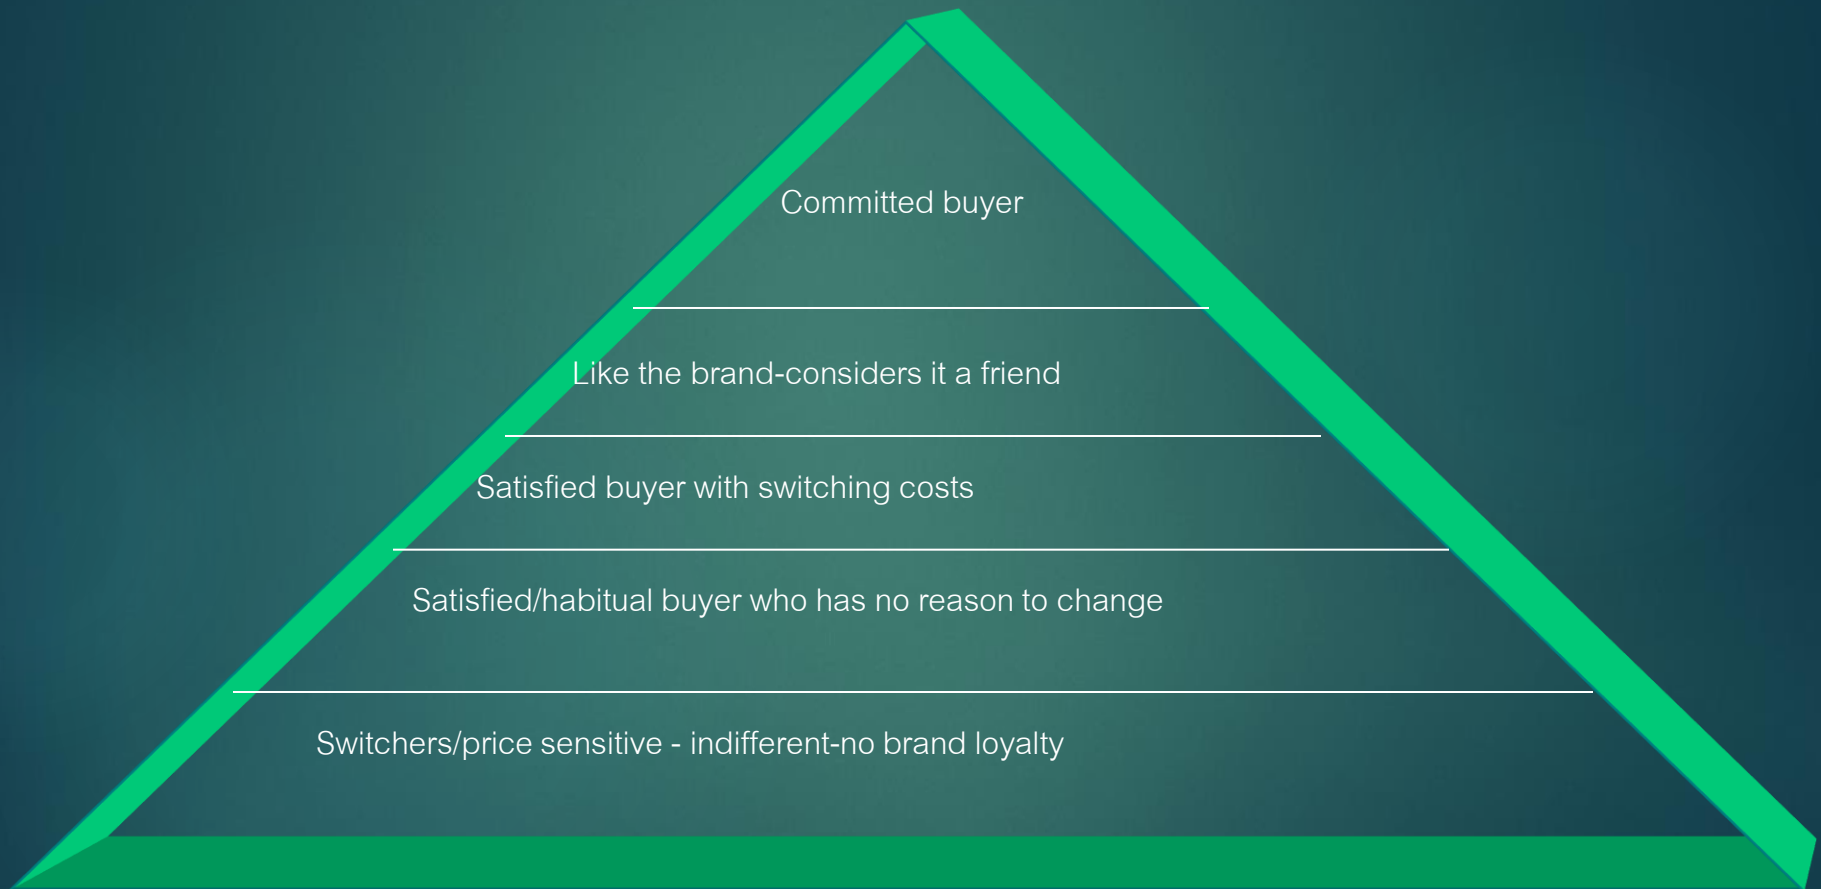 Committed buyer
Like the brand-considers it a friend
Satisfied buyer with switching costs
Satisfied/habitual buyer who has no reason to change
Switchers/price sensitive - indifferent-no brand loyalty